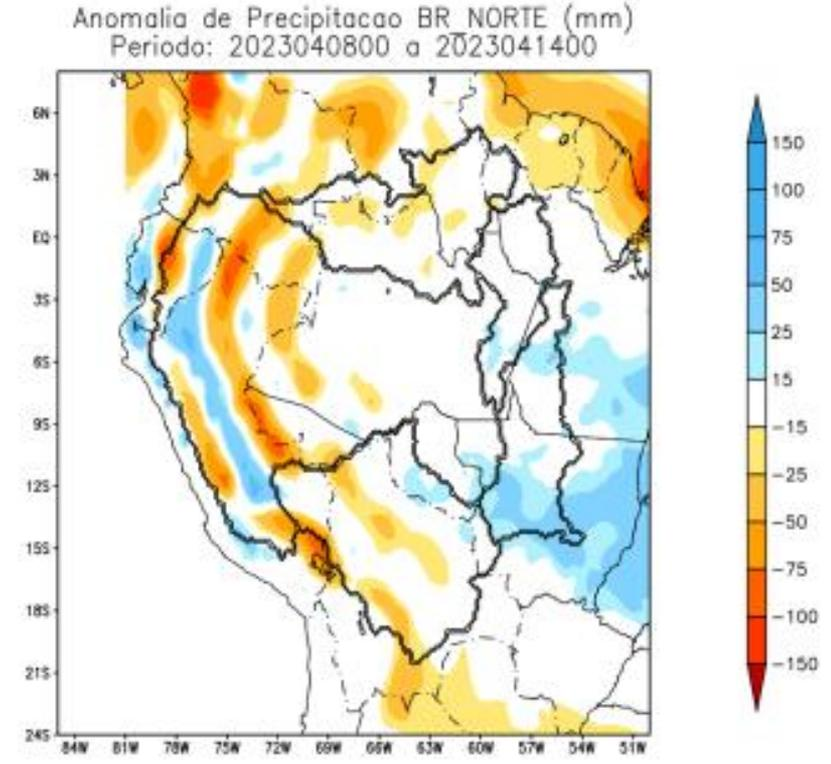 Anomalia de Precipitacao BR_NORTE (mm)
Periodo: 2023040800 a 2023041400
6N
3N
EQ
3S
6S
9S
12S
15S
18S
21S
24S
84W 81W 78W 75W 72W 69W 66W 63W 60W 57W 54W 51W
150
100
75
50
25
15
-15
-25
-50
-75
-100
-150